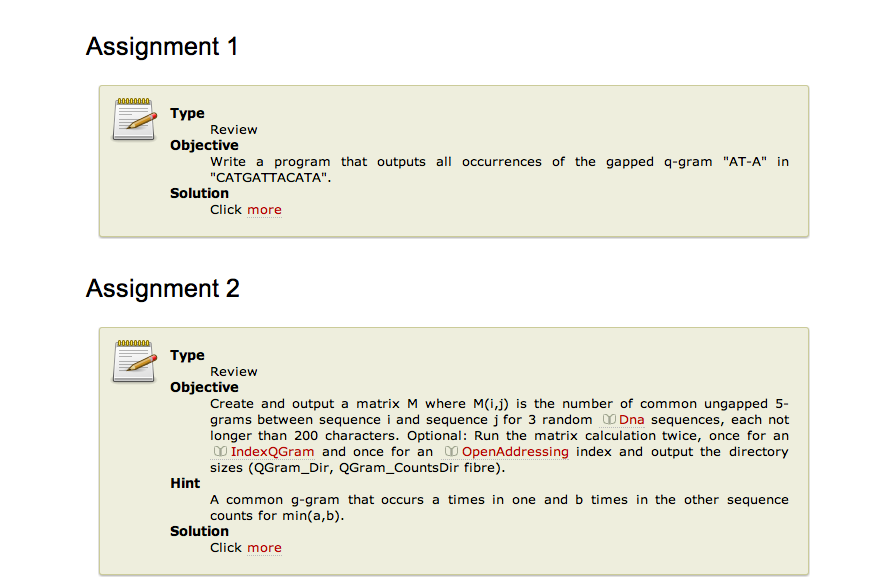 Assignment 1
Type
Review
Objective
Write a program that outputs all occurrences of the gapped q-gram "AT-A" in
"CATGATTACATA".
Solution
Click more
Assignment 2
Type
Review
Objective
Create and output a matrix M where M(i,j) is the number of common ungapped 5-
grams between sequence i and sequence j for 3 random Dna sequences, each not
longer than 200 characters. Optional: Run the matrix calculation twice, once for an
IndexQGram and once for an OpenAddressing index and output the directory
sizes (QGram_Dir, QGram_CountsDir fibre).
Hint
A common g-gram that occurs a times in one and b times in the other sequence
counts for min(a,b).
Solution
Click more